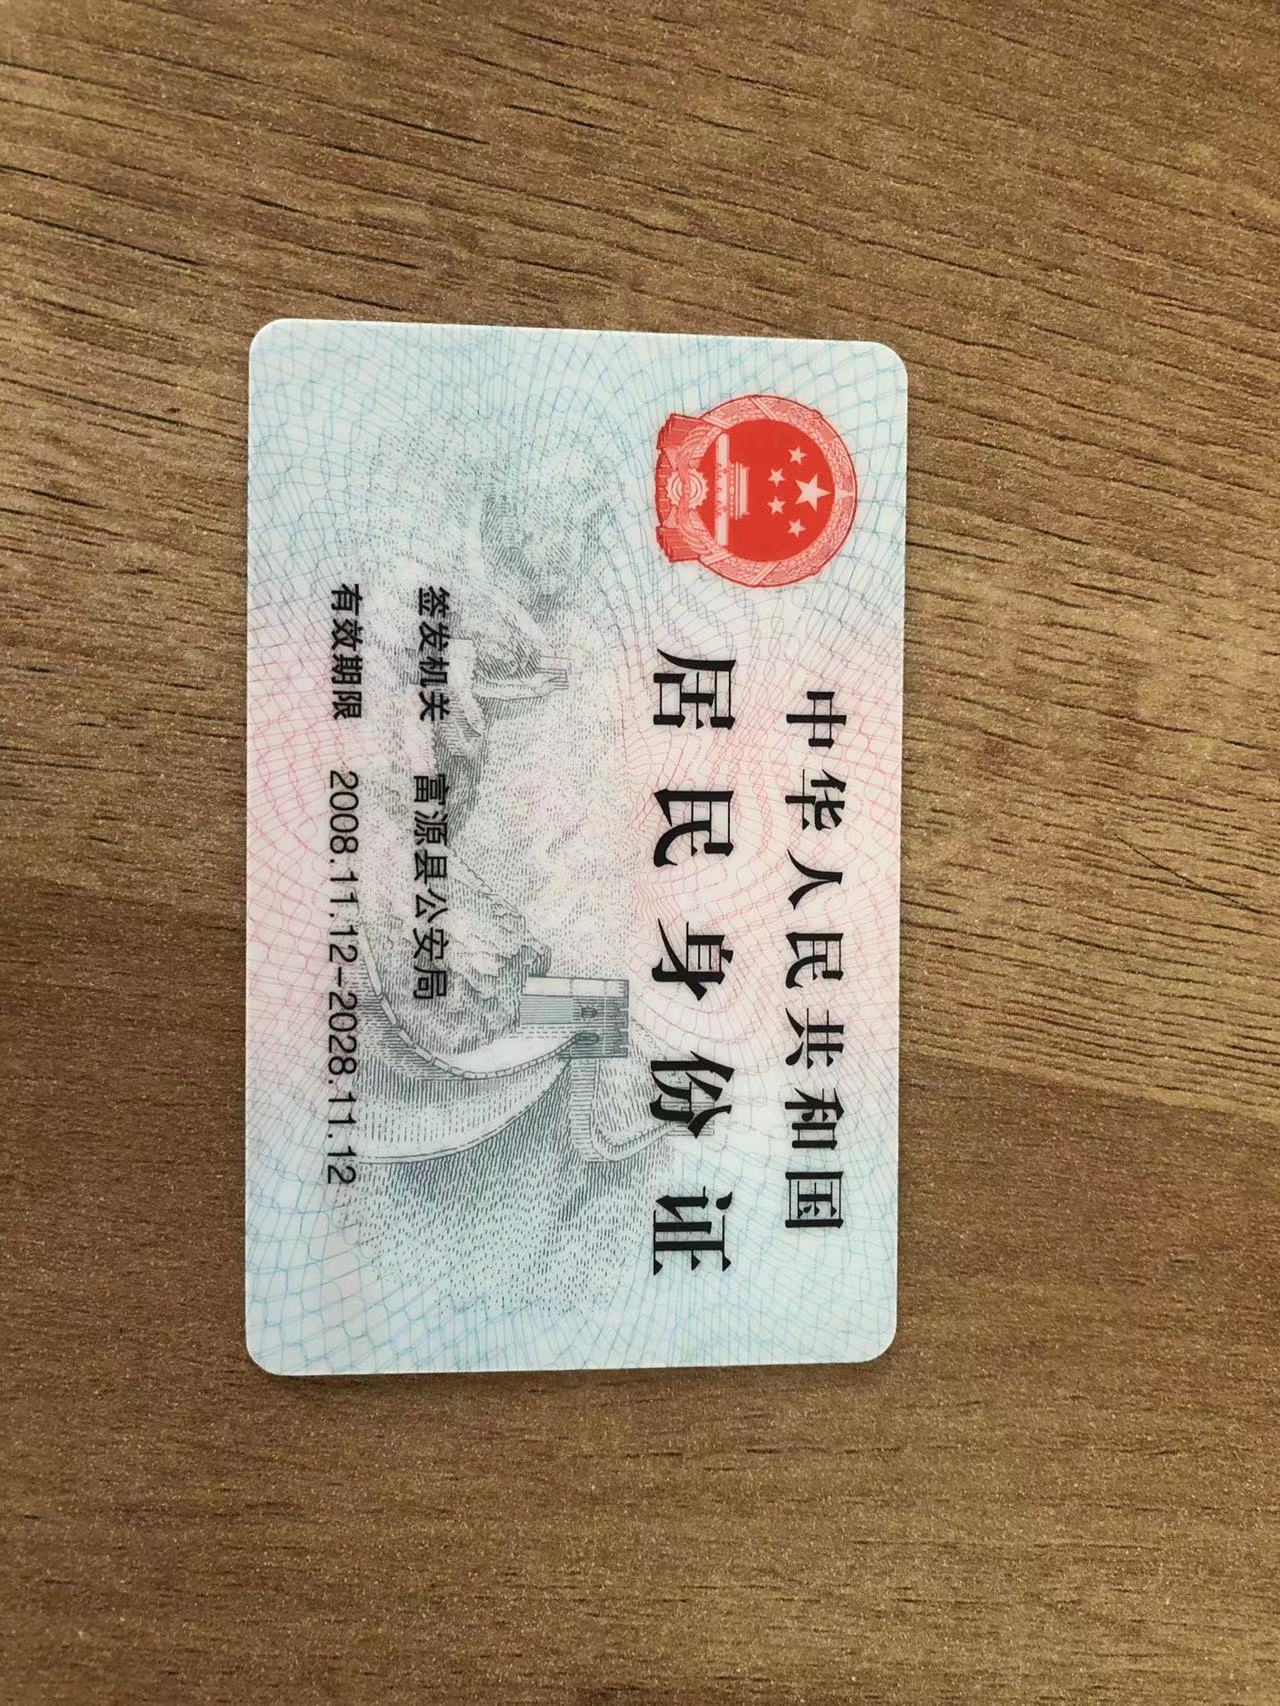 中华人民共和国
居民身份证
签发机关 富源县公安局
有效期限 2008.11.12-2028.11.12